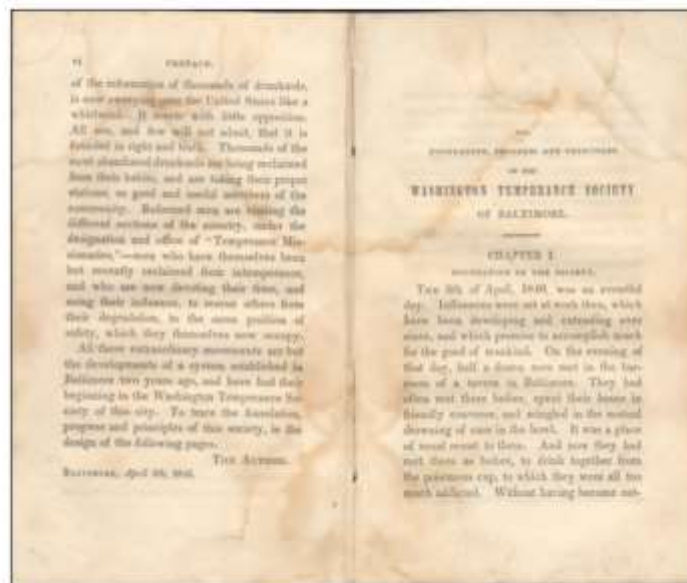 vi PREFACE.
of the reformation of thousands of drunkards,
is now sweeping over the United States like a
whirlwind. It meets with little opposition.
All see, and few will not admit, that it is
founded in right and truth. Thousands of the
most abandoned drunkards are being reclaimed
from their habits, and are taking their proper
stations, as good and useful members of the
community. Reformed men are visiting the
different sections of the country, under the
designation and office of "Temperance Mis-
sionaries,"—men who have themselves been
but recently reclaimed from intemperance,
and who are now devoting their time, and
using their influence, to rescue others from
their degradation, to the same position of
safety, which they themselves now occupy.
All these extraordinary movements are but
the developments of a system established in
Baltimore two years ago, and have had their
beginning in the Washington Temperance So-
ciety of this city. To trace the foundation,
progress and principles of this society, is the
design of the following pages.
THE AUTHOR.
BALTIMORE, April
THE
FOUNDATION, PROGRESS AND PRINCIPLES
OF THE
WASHINGTON TEMPERANCE SOCIETY
OF BALTIMORE.
CHAPTER I.
FOUNDATION OF THE SOCIETY.
THE 5th of April, 1840, was an eventful
day. Influences were set at work then, which
have been developing and extending ever
since, and which promise to accomplish much
for the good of mankind. On the evening of
that day, half a dozen men met in the bar-
room of a tavern in Baltimore. They had
often met there before, spent their hours in
friendly converse, and mingled in the mutual
drowning of care in the bowl. It was a place
of usual resort to them. And now they had
met there as before, to drink together from
the poisonous cup, to which they were all too
much addicted. Without having become not-